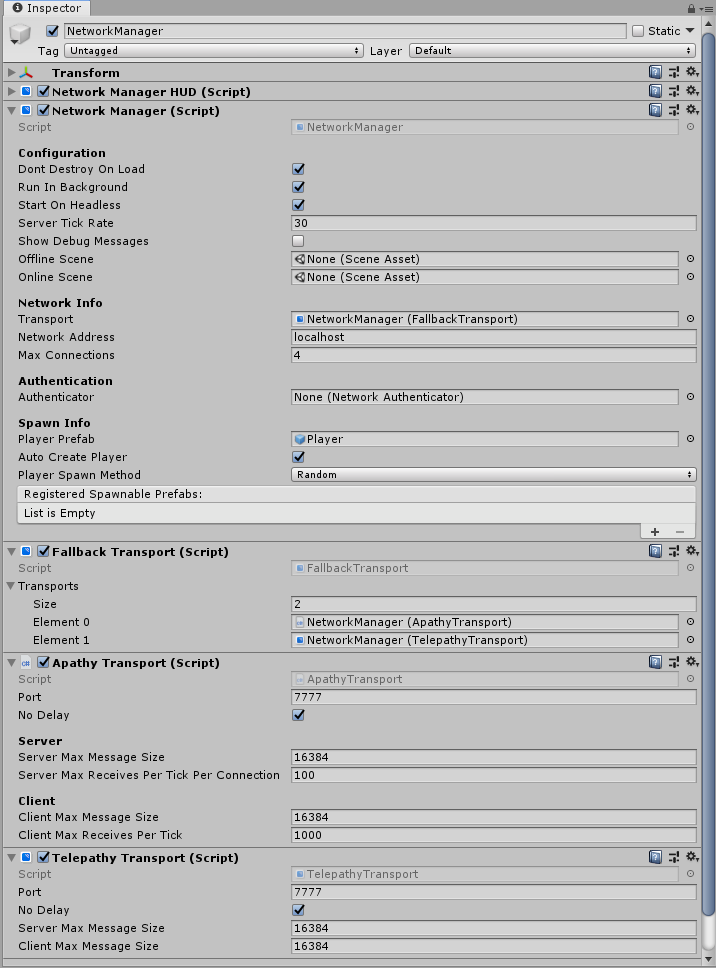 Inspector
NetworkManager
Static
Tag Untagged Layer Default
Transform
Network Manager HUD (Script)
Network Manager (Script)
Script NetworkManager
Configuration
Dont Destroy On Load
Run In Background
Start On Headless
Server Tick Rate 30
Show Debug Messages
Offline Scene None (Scene Asset)
Online Scene None (Scene Asset)
Network Info
Transport NetworkManager (FallbackTransport)
Network Address localhost
Max Connections 4
Authentication
Authenticator None (Network Authenticator)
Spawn Info
Player Prefab Player
Auto Create Player
Player Spawn Method Random
Registered Spawnable Prefabs:
List is Empty
Fallback Transport (Script)
Script FallbackTransport
Transports
Size 2
Element 0 NetworkManager (ApathyTransport)
Element 1 NetworkManager (TelepathyTransport)
Apathy Transport (Script)
Script ApathyTransport
Port 7777
No Delay
Server
Server Max Message Size 16384
Server Max Receives Per Tick Per Connection 100
Client
Client Max Message Size 16384
Client Max Receives Per Tick 1000
Telepathy Transport (Script)
Script TelepathyTransport
Port 7777
No Delay
Server Max Message Size 16384
Client Max Message Size 16384